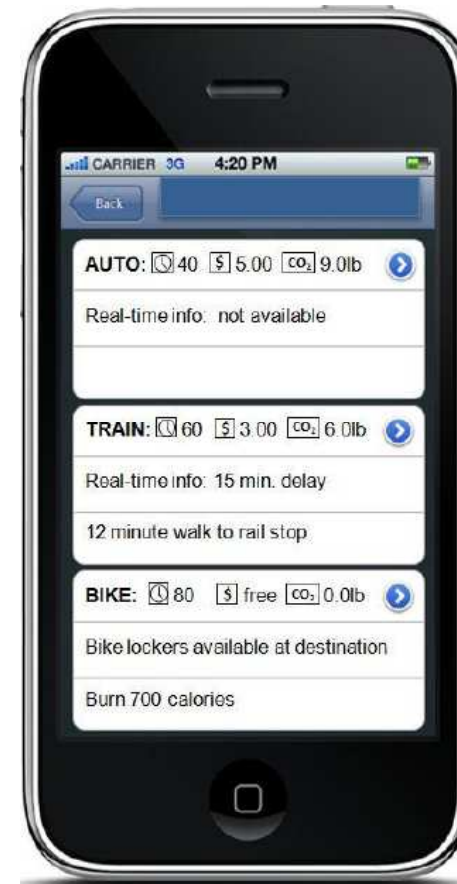 CARRIER 3G 4:20 PM
Back
AUTO: 40 $ 5.00 CO₂ 9.0lb
Real-time info: not available
TRAIN: 60 $ 3.00 CO₂ 6.0lb
Real-time info: 15 min. delay
12 minute walk to rail stop
BIKE: 80 $ free CO₂ 0.0lb
Bike lockers available at destination
Burn 700 calories